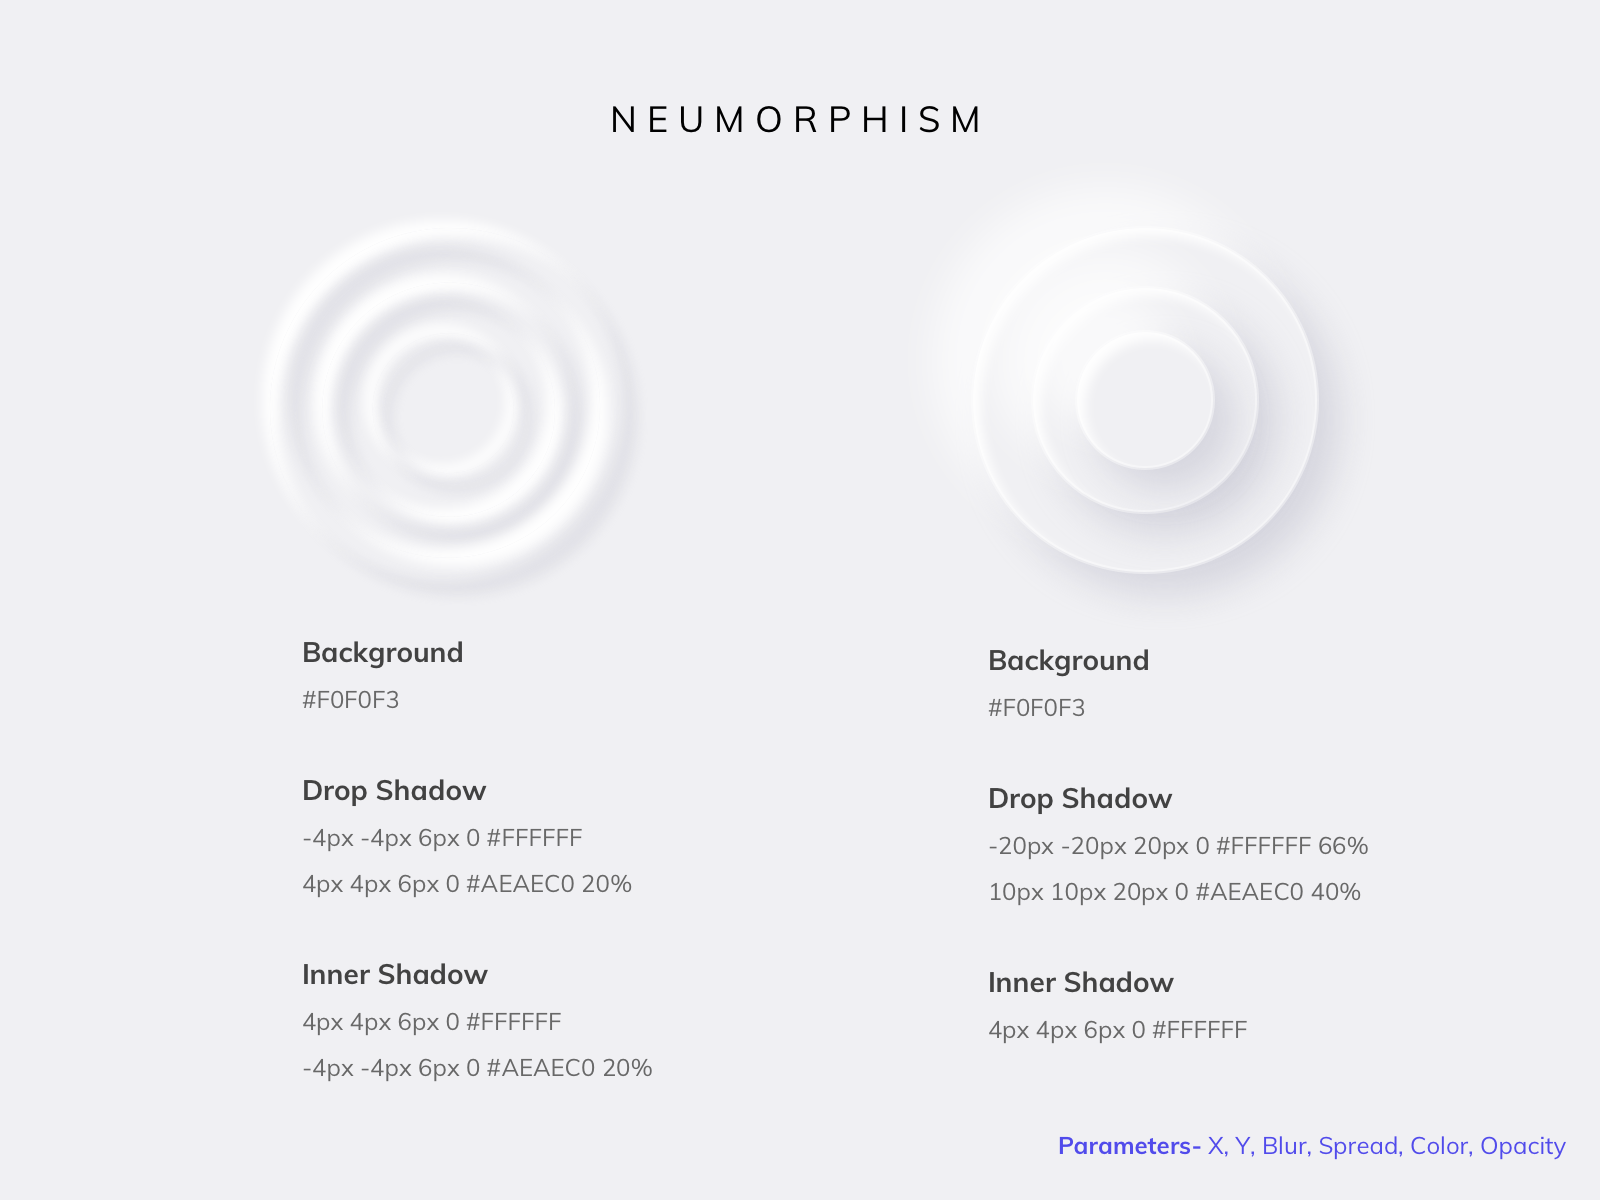 NEUMORPHISM
Background
#F0F0F3
Drop Shadow
-4px -4px 6px 0 #FFFFFF
4px 4px 6px 0 #AEAEC0 20%
Inner Shadow
4px 4px 6px 0 #FFFFFF
-4px -4px 6px 0 #AEAEC0 20%
Background
#F0F0F3
Drop Shadow
-20px -20px 20px 0 #FFFFFF 66%
10px 10px 20px 0 #AEAEC0 40%
Inner Shadow
4px 4px 6px 0 #FFFFFF
Parameters- X, Y, Blur, Spread, Color, Opacity